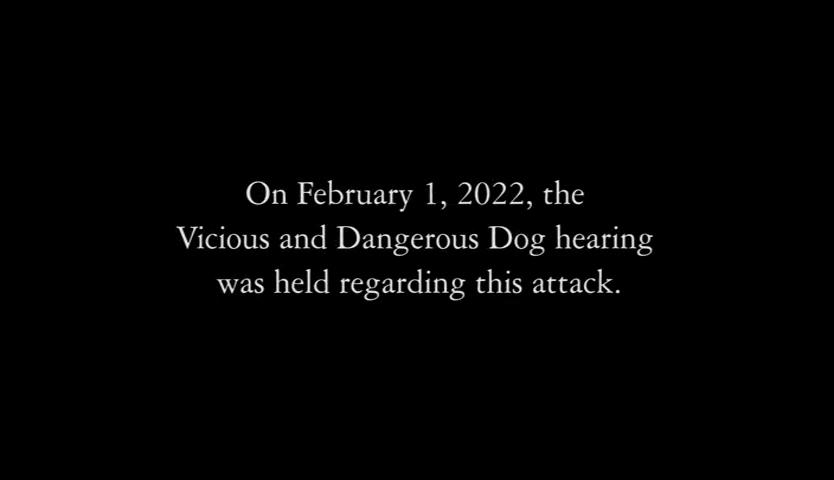 On February 1, 2022, the
Vicious and Dangerous Dog hearing
was held regarding this attack.